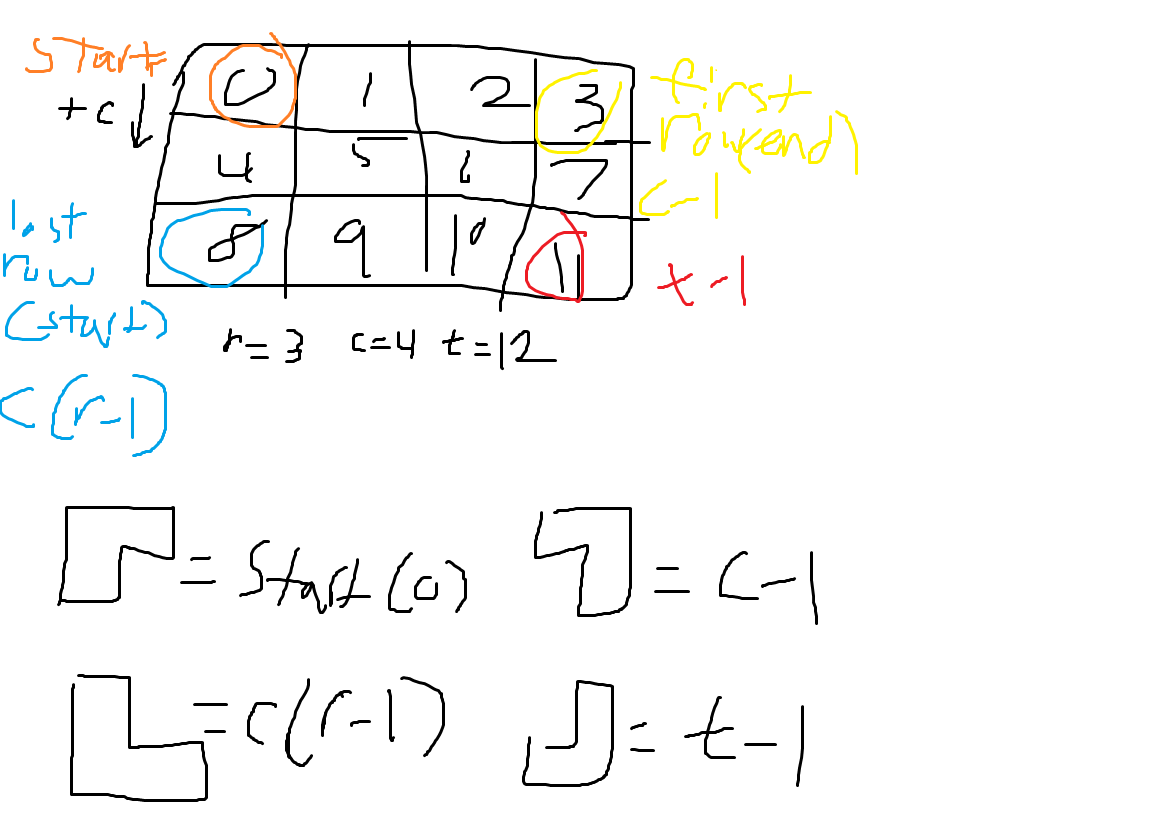 start
+c
0 1 2 3
4 5 6 7
8 9 10 11
first
row(end)
c-1
last
row
(start)
c(r-1)
t-1
r=3 c=4 t=12
=start(0)
=c-1
=c(r-1)
=t-1